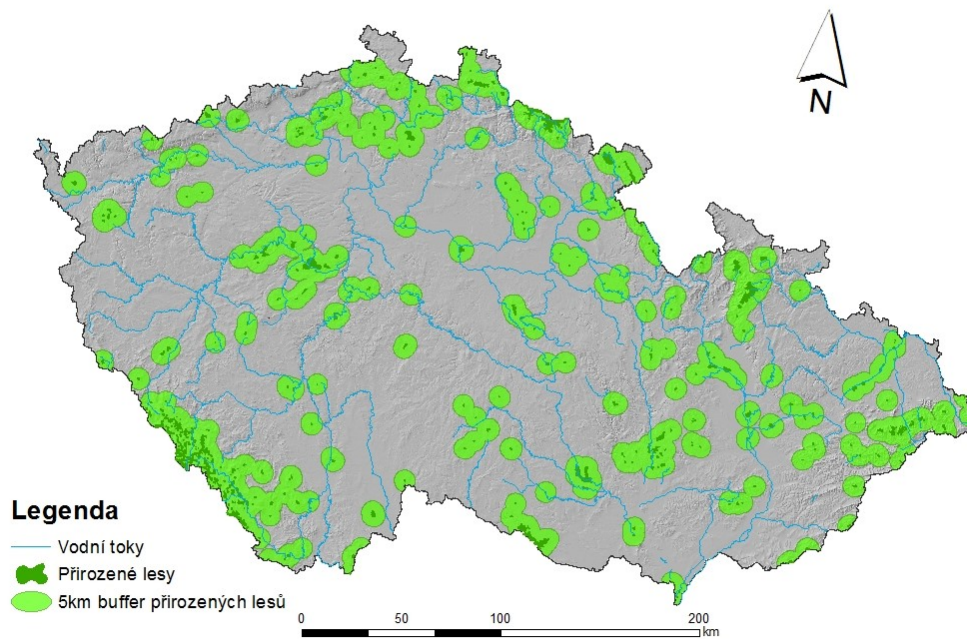 N
Legenda
Vodní toky
Přirozené lesy
5km buffer přirozených lesů
0 50 100 200
km